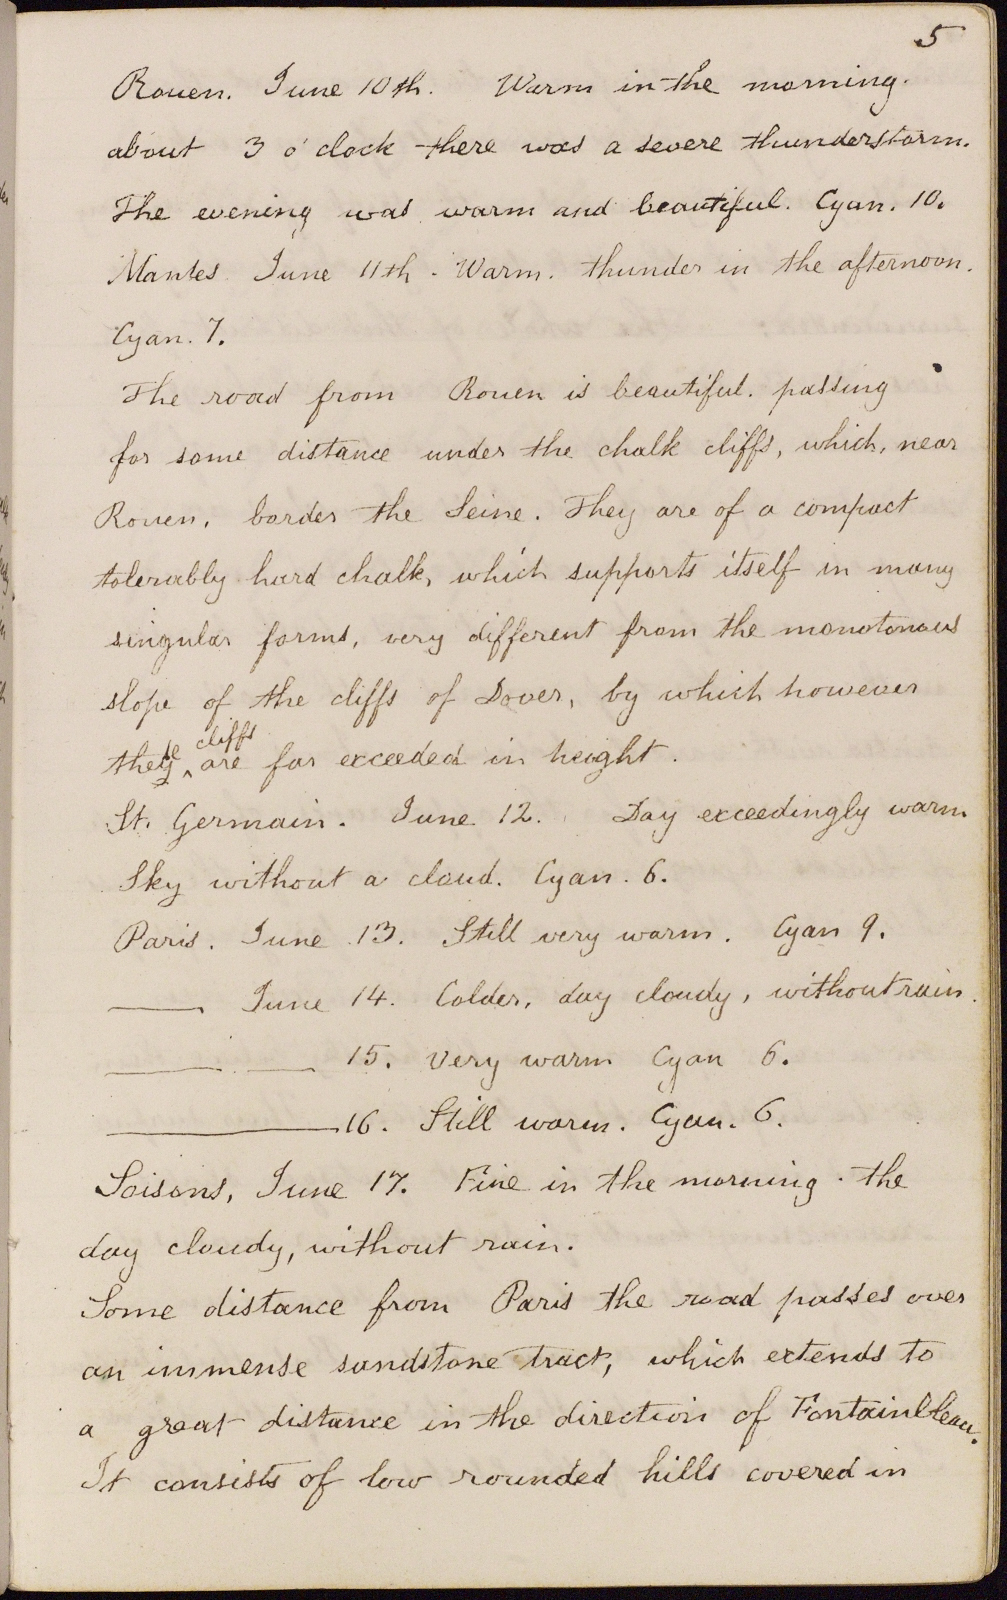 5
Rouen. June 10th. Warm in the morning.
about 3 o'clock there was a severe thunderstorm.
The evening was warm and beautiful. Cyan. 10.
Mantes June 11th. Warm. thunder in the afternoon.
Cyan. 7.
The road from Rouen is beautiful. passing
for some distance under the chalk cliffs, which, near
Rouen, border the Seine. They are of a compact
tolerably hard chalk, which supports itself in many
singular forms, very different from the monotonous
slope of the cliffs of Dover, by which however
these cliffs are far exceeded in height.
St. Germain. June 12. Day exceedingly warm
Sky without a cloud. Cyan. 6.
Paris. June 13. Still very warm. Cyan 9.
—— June 14. Colder, day cloudy, without rain.
—— —— 15. Very warm Cyan 6.
———— 16. Still warm. Cyan. 6.
Soisons, June 17. Fine in the morning. the
day cloudy, without rain.
Some distance from Paris the road passes over
an immense sandstone tract, which extends to
a great distance in the direction of Fontainbleau.
It consists of low rounded hills covered in